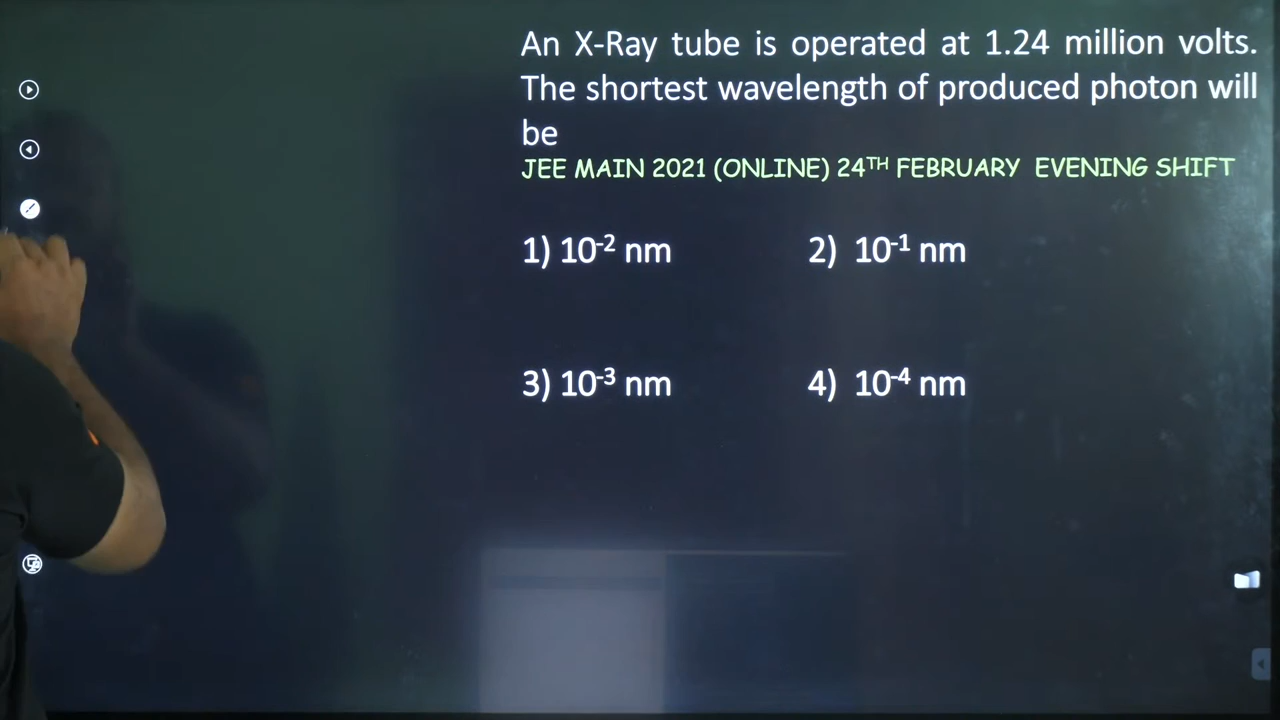 An X-Ray tube is operated at 1.24 million volts.
The shortest wavelength of produced photon will
be
JEE MAIN 2021 (ONLINE) 24TH FEBRUARY EVENING SHIFT
1) 10-2 nm 2) 10-1 nm
3) 10-3 nm 4) 10-4 nm